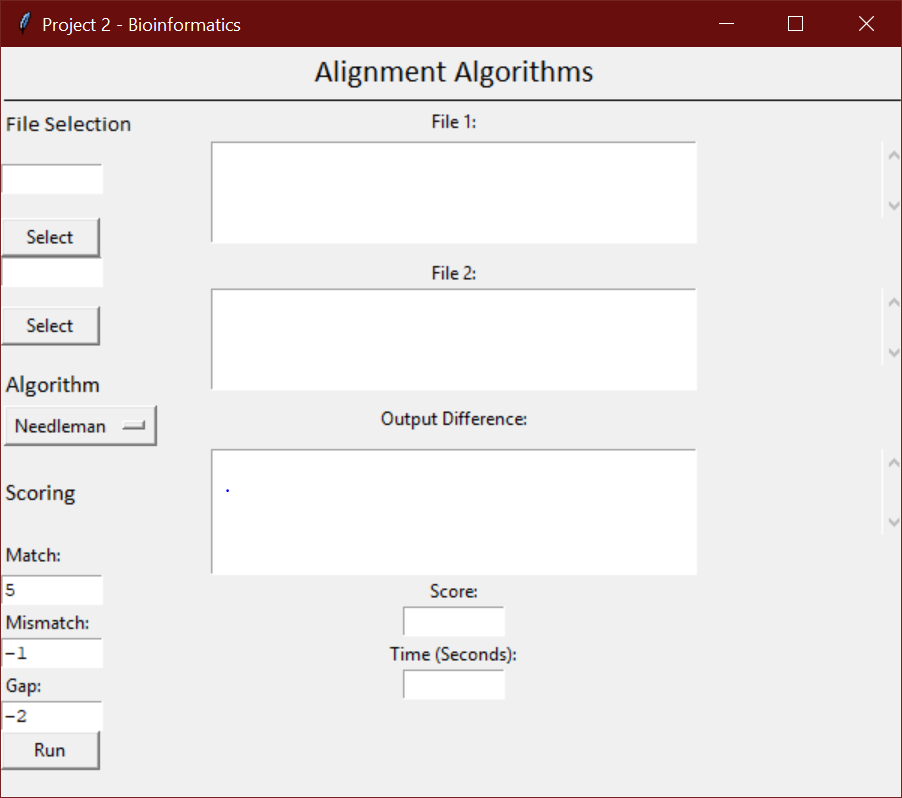 Project 2 - Bioinformatics
Alignment Algorithms
File Selection
Select
Select
Algorithm
Needleman
Scoring
Match:
5
Mismatch:
-1
Gap:
-2
Run
File 1:
File 2:
Output Difference:
Score:
Time (Seconds):